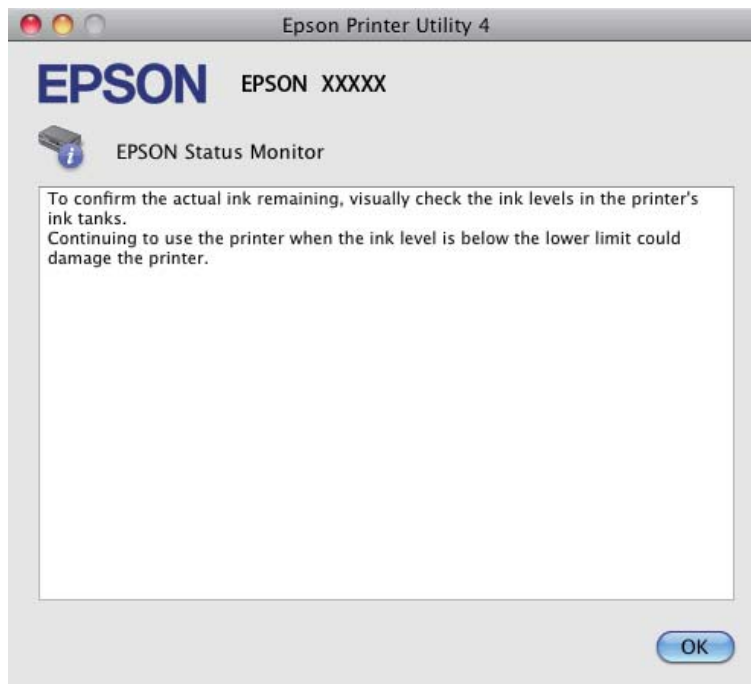 Epson Printer Utility 4
EPSON EPSON XXXXX
i EPSON Status Monitor
To confirm the actual ink remaining, visually check the ink levels in the printer's
ink tanks.
Continuing to use the printer when the ink level is below the lower limit could
damage the printer.
OK